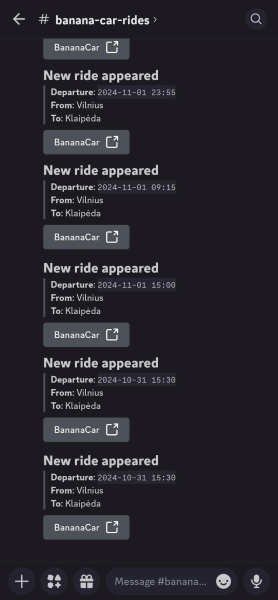 # banana-car-rides ›
BananaCar
New ride appeared
Departure: 2024-11-01 23:55
From: Vilnius
To: Klaipėda
BananaCar
New ride appeared
Departure: 2024-11-01 09:15
From: Vilnius
To: Klaipėda
BananaCar
New ride appeared
Departure: 2024-11-01 15:00
From: Vilnius
To: Klaipėda
BananaCar
New ride appeared
Departure: 2024-10-31 15:30
From: Vilnius
To: Klaipėda
BananaCar
New ride appeared
Departure: 2024-10-31 15:30
From: Vilnius
To: Klaipėda
BananaCar
Message #banana...